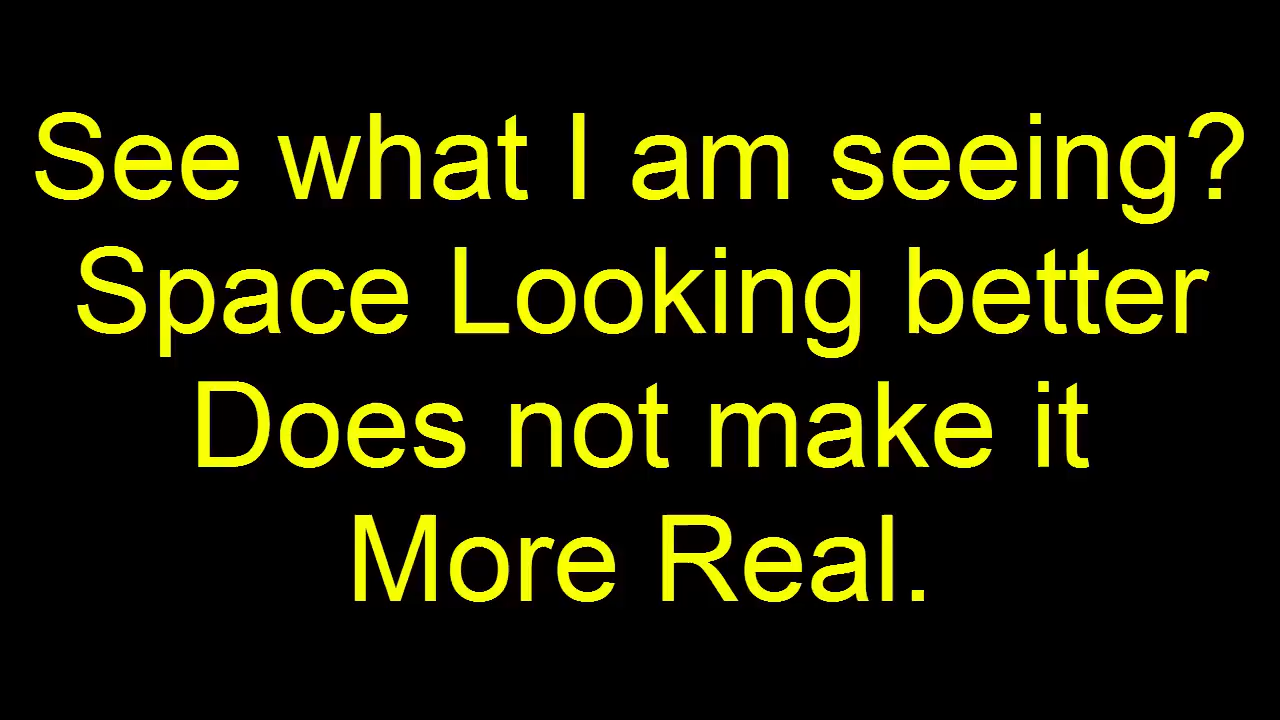 See what I am seeing?
Space Looking better
Does not make it
More Real.